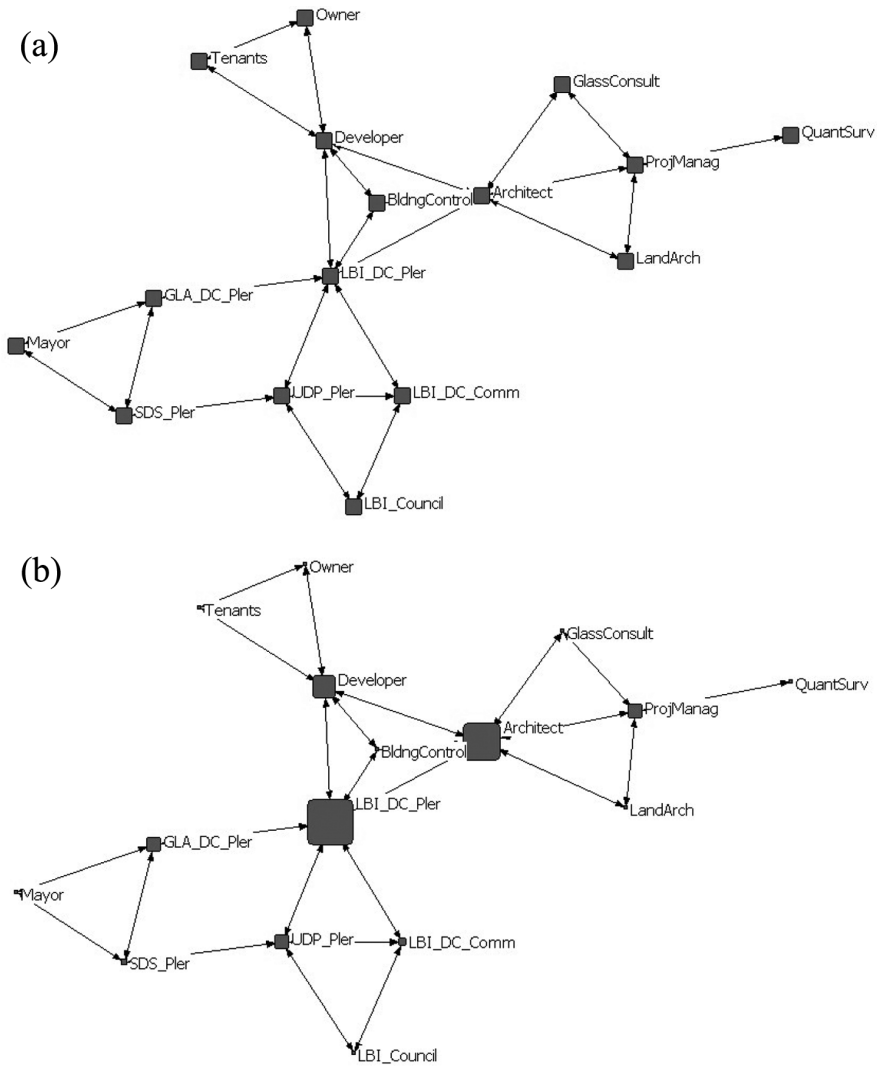 (a)
Owner
Tenants
GlassConsult
QuantSurv
Developer
ProjManag
Architect
BldngControl
LandArch
LBI_DC_Pler
GLA_DC_Pler
Mayor
UDP_Pler
LBI_DC_Comm
SDS_Pler
LBI_Council
(b)
Owner
Tenants
GlassConsult
Developer
QuantSurv
ProjManag
Architect
BldngControl
LBI_DC_Pler
LandArch
GLA_DC_Pler
Mayor
UDP_Pler
LBI_DC_Comm
SDS_Pler
LBI_Council